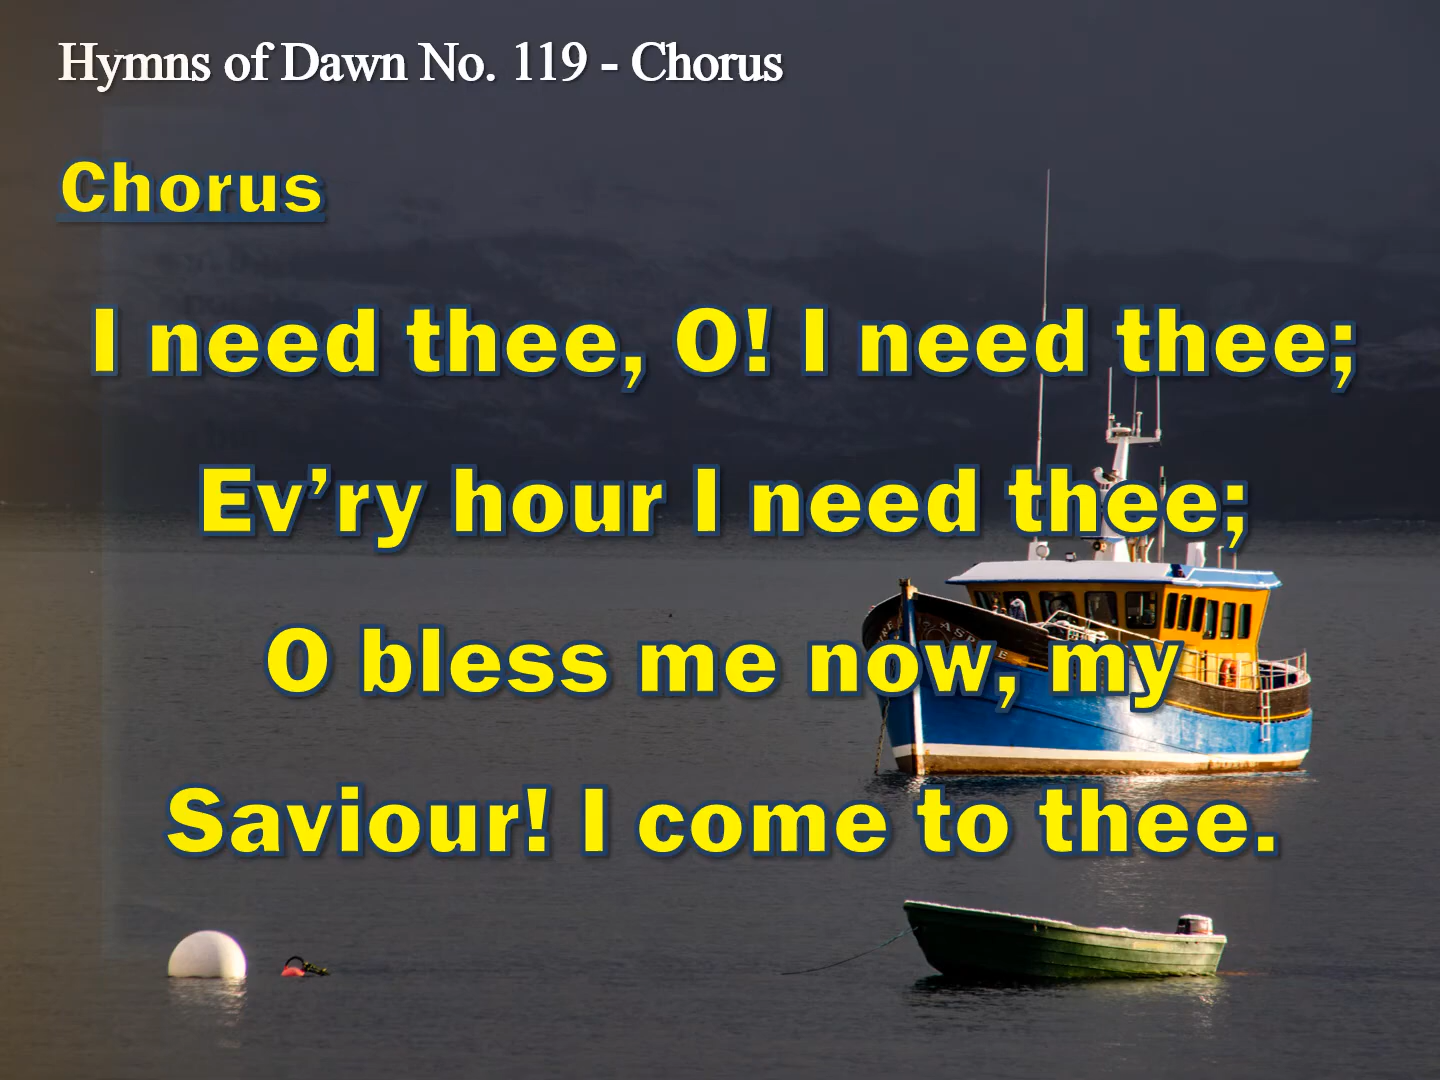 Hymns of Dawn No. 119 - Chorus
Chorus
I need thee, O! I need thee;
Ev’ry hour I need thee;
O bless me now, my
Saviour! I come to thee.